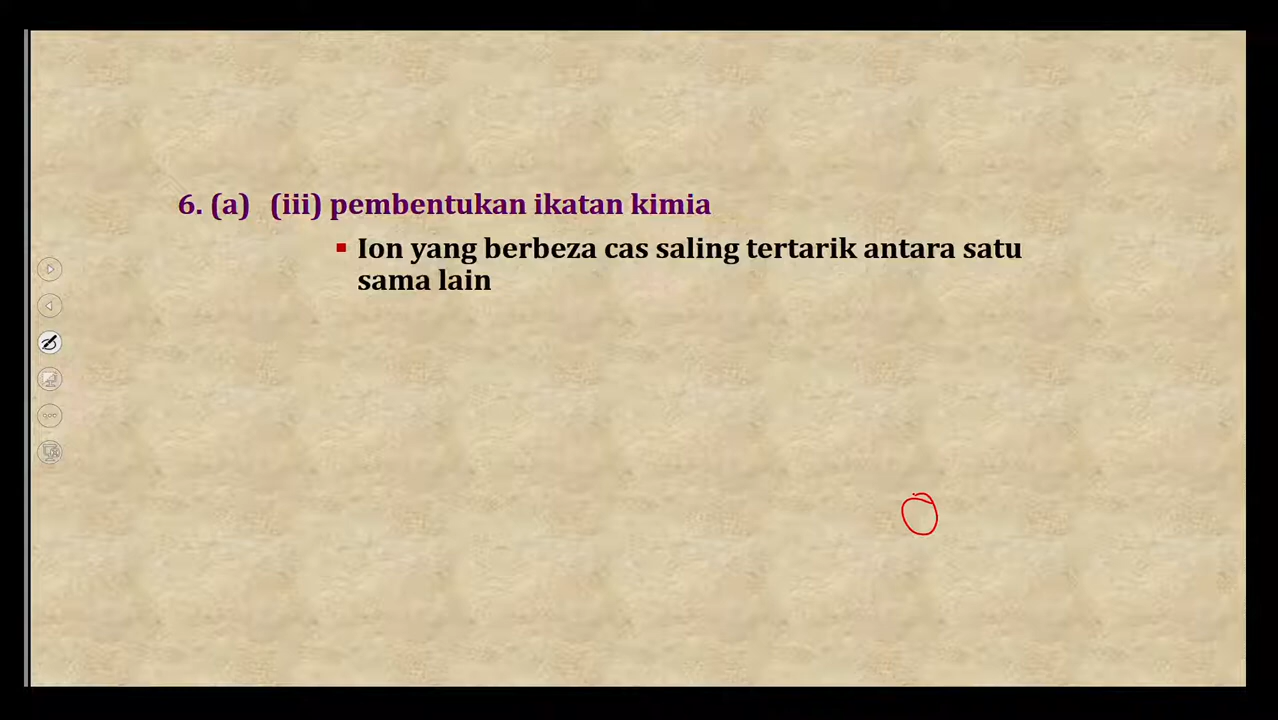 6. (a) (iii) pembentukan ikatan kimia
▪ Ion yang berbeza cas saling tertarik antara satu
sama lain